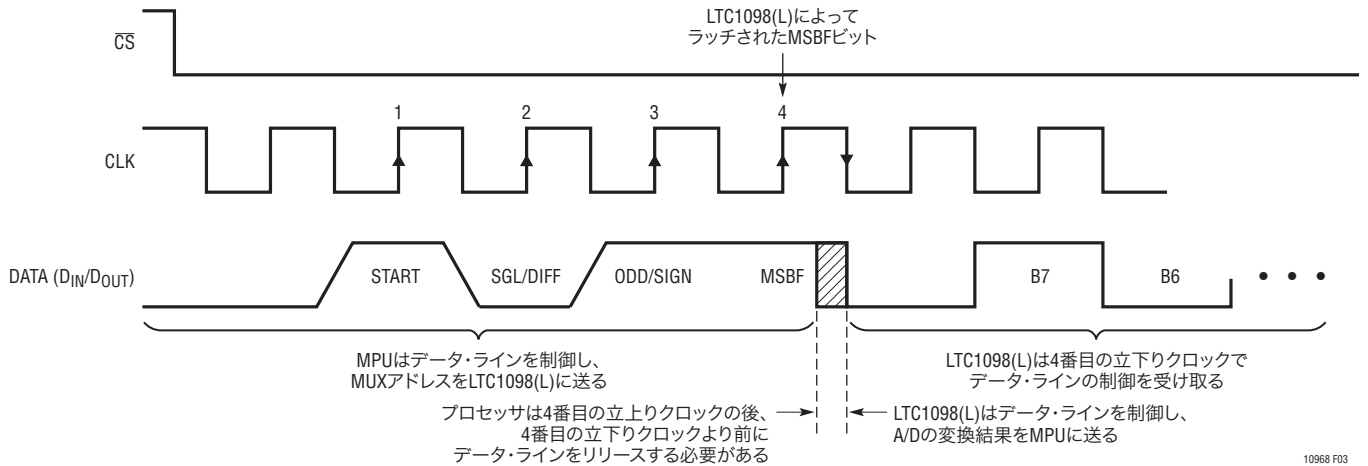 LTC1098(L)によって
ラッチされたMSBFビット
CS
1
2
3
4
CLK
DATA (DIN/DOUT)
START
SGL/DIFF
ODD/SIGN
MSBF
B7
B6
• • •
MPUはデータ・ラインを制御し、
MUXアドレスをLTC1098(L)に送る
LTC1098(L)は4番目の立下りクロックで
データ・ラインの制御を受け取る
プロセッサは4番目の立上りクロックの後、
4番目の立下りクロックより前に
データ・ラインをリリースする必要がある
LTC1098(L)はデータ・ラインを制御し、
A/Dの変換結果をMPUに送る
10968 F03